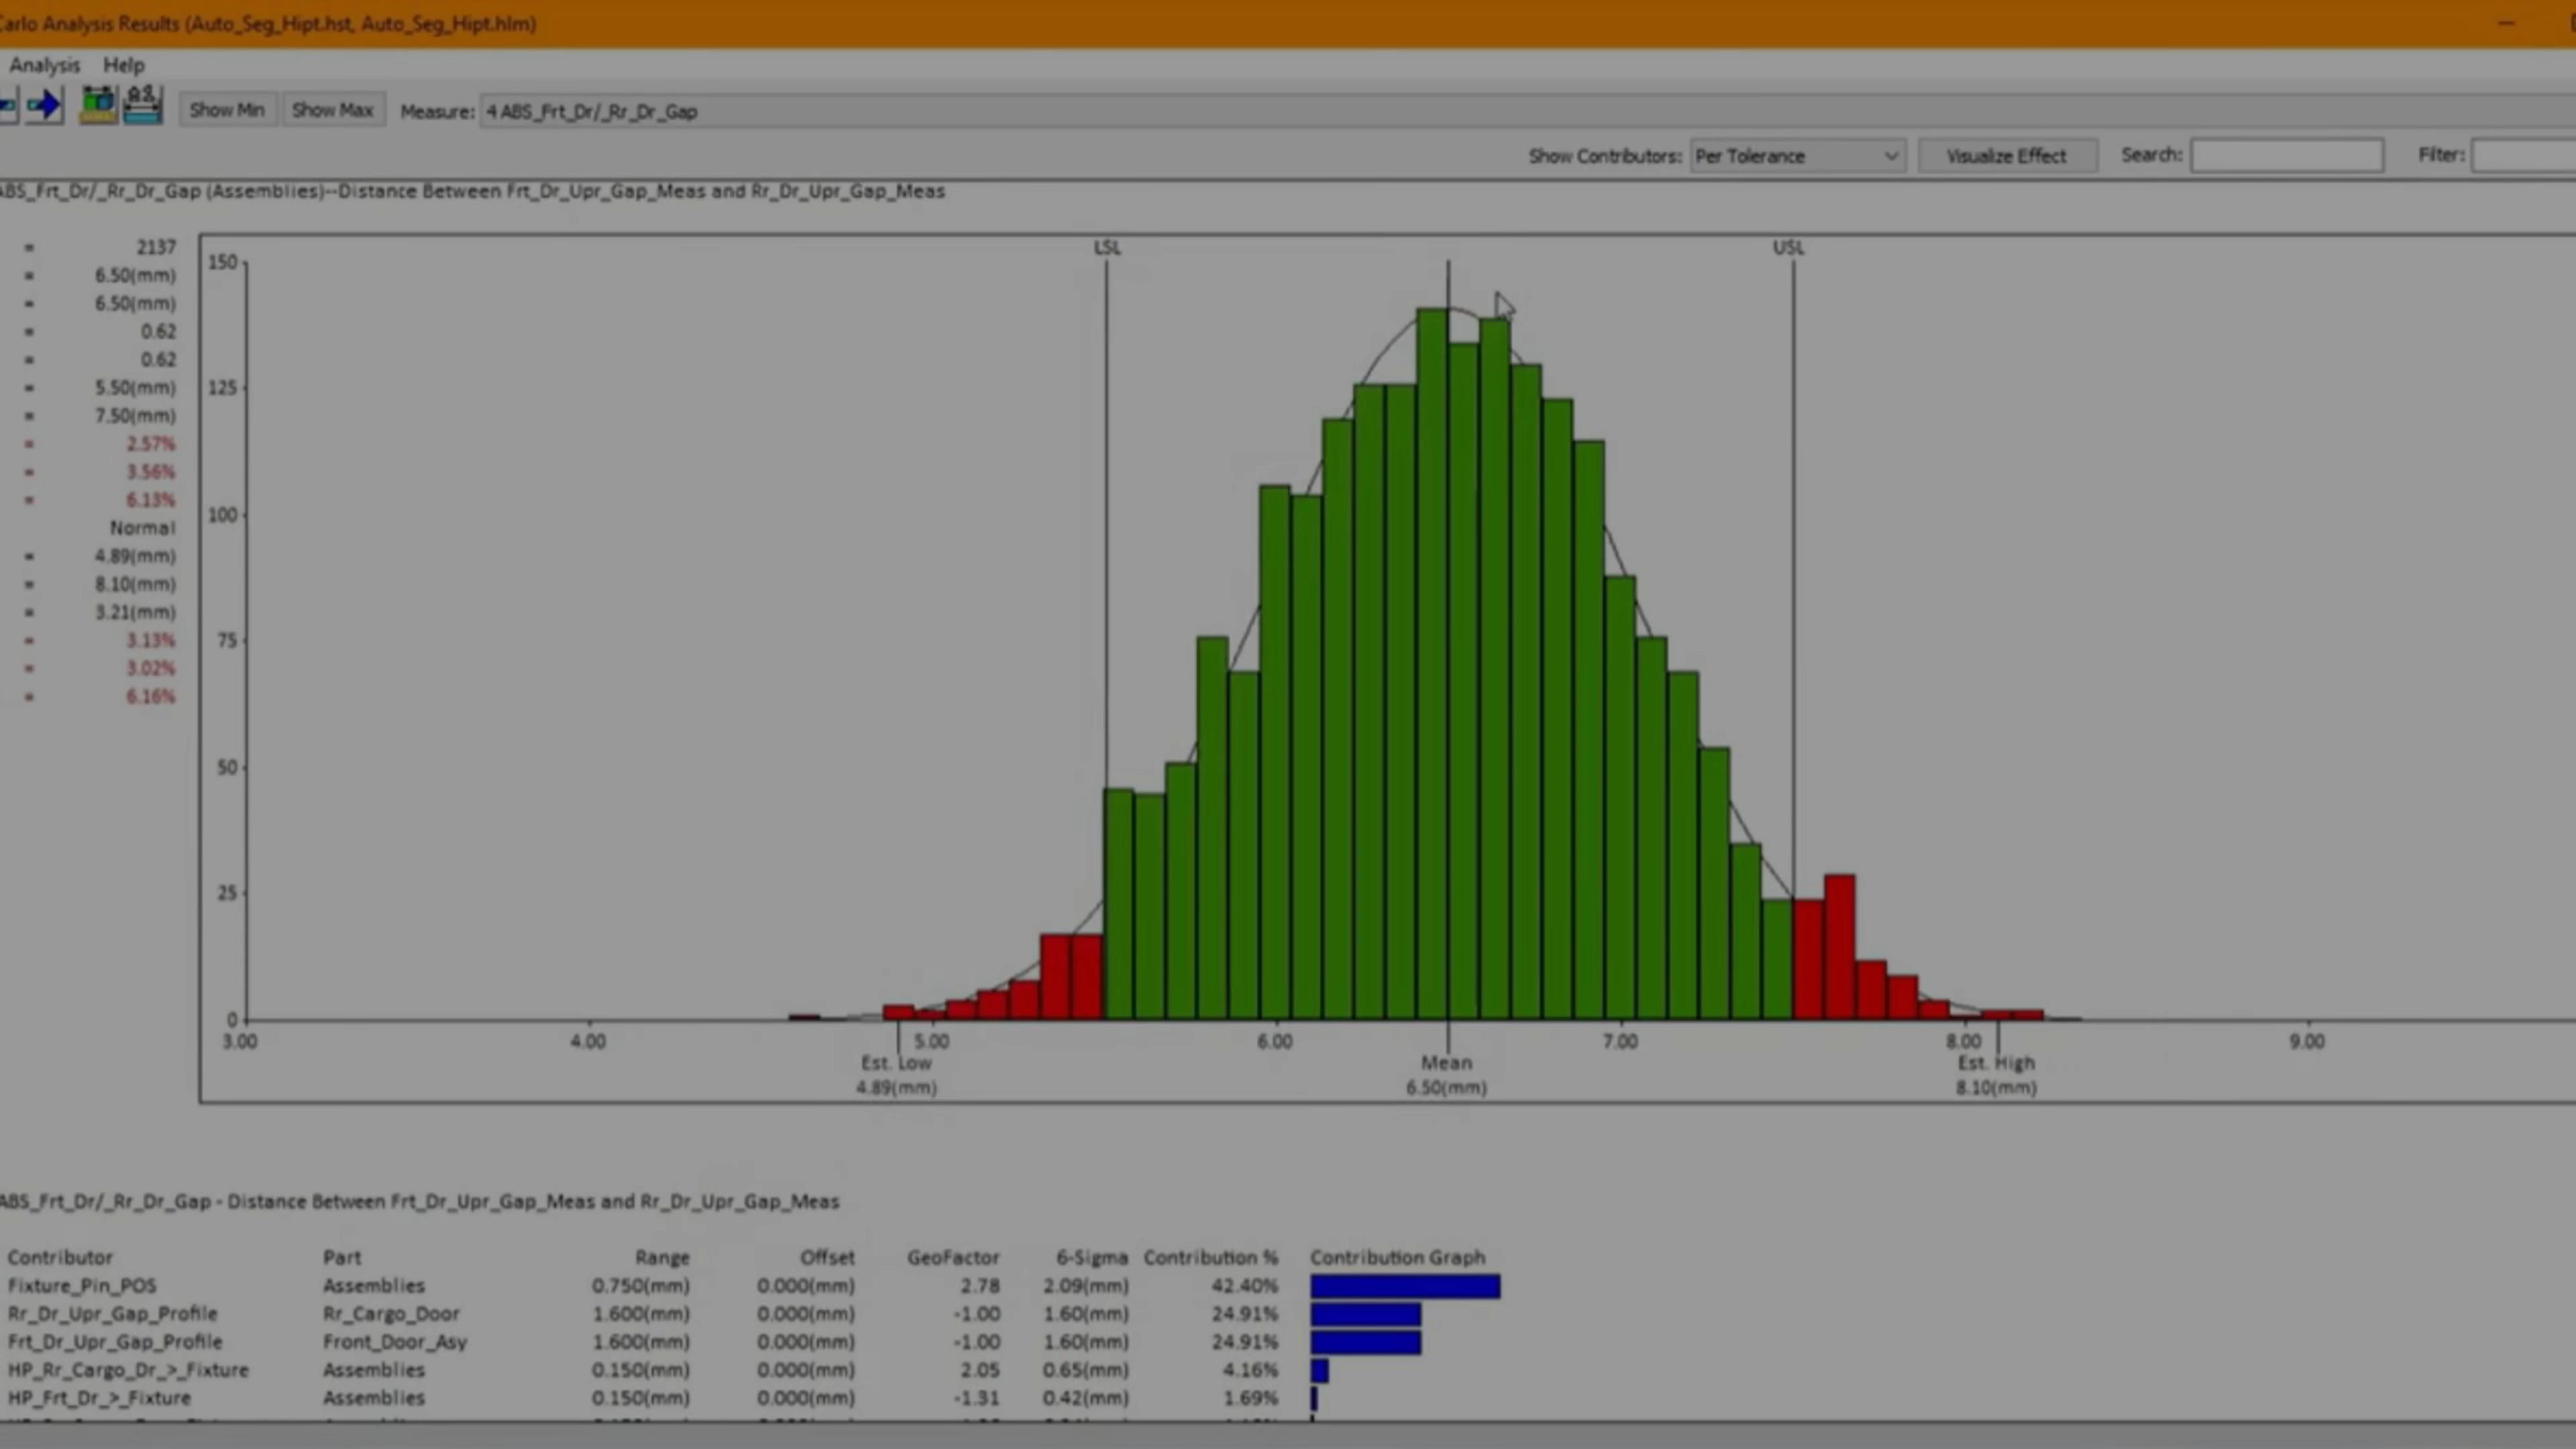 Carlo Analysis Results (Auto_Seg_Hipt.hst, Auto_Seg_Hipt.hlm)
Analysis Help
Show Min Show Max Measure: 4 ABS_Frt_Dr/_Rr_Dr_Gap
Show Contributors: Per Tolerance Visualize Effect Search: Filter:
ABS_Frt_Dr/_Rr_Dr_Gap (Assemblies)--Distance Between Frt_Dr_Upr_Gap_Meas and Rr_Dr_Upr_Gap_Meas
= 2137
= 6.50(mm)
= 6.50(mm)
= 0.62
= 0.62
= 5.50(mm)
= 7.50(mm)
= 2.57%
= 3.56%
= 6.13%
Normal
= 4.89(mm)
= 8.10(mm)
= 3.21(mm)
= 3.13%
= 3.02%
= 6.16%
LSL USL
150
125
100
75
50
25
0
3.00 4.00 5.00 6.00 7.00 8.00 9.00
Est. Low Mean Est. High
4.89(mm) 6.50(mm) 8.10(mm)
ABS_Frt_Dr/_Rr_Dr_Gap - Distance Between Frt_Dr_Upr_Gap_Meas and Rr_Dr_Upr_Gap_Meas
Contributor Part Range Offset GeoFactor 6-Sigma Contribution % Contribution Graph
Fixture_Pin_POS Assemblies 0.750(mm) 0.000(mm) 2.78 2.09(mm) 42.40%
Rr_Dr_Upr_Gap_Profile Rr_Cargo_Door 1.600(mm) 0.000(mm) -1.00 1.60(mm) 24.91%
Frt_Dr_Upr_Gap_Profile Front_Door_Asy 1.600(mm) 0.000(mm) -1.00 1.60(mm) 24.91%
HP_Rr_Cargo_Dr_>_Fixture Assemblies 0.150(mm) 0.000(mm) 2.05 0.65(mm) 4.16%
HP_Frt_Dr_>_Fixture Assemblies 0.150(mm) 0.000(mm) -1.31 0.42(mm) 1.69%